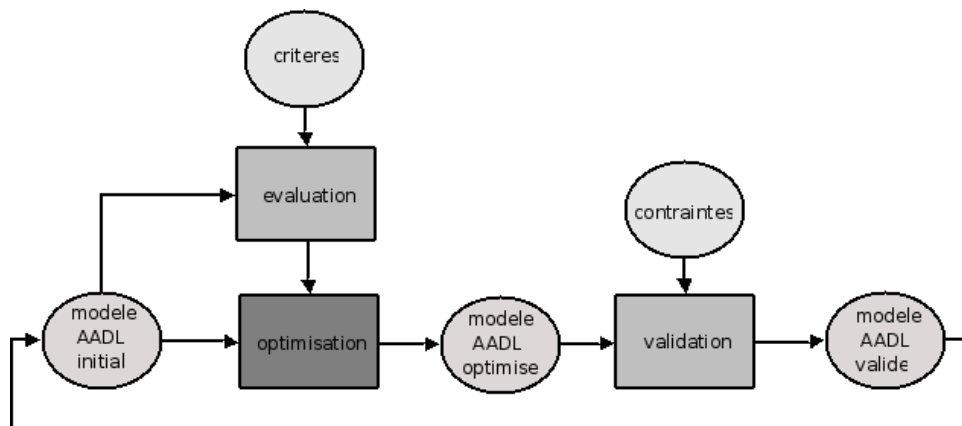 criteres
evaluation
contraintes
modele
AADL
initial
optimisation
modele
AADL
optimise
validation
modele
AADL
valide